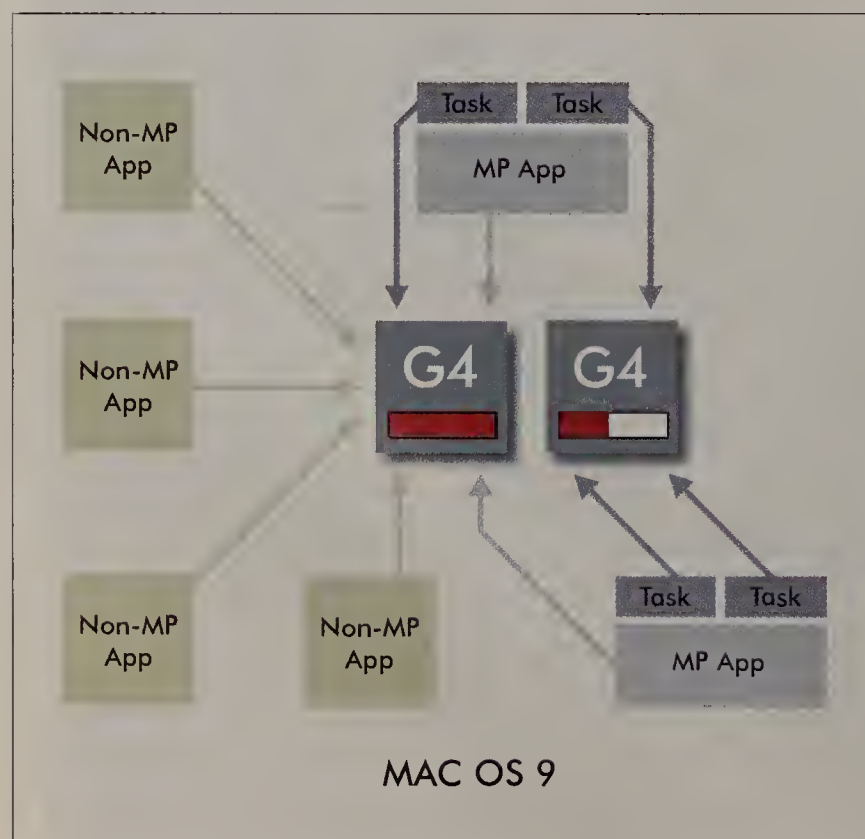 Non-MP
App
Task
Task
MP App
Non-MP
App
G4
G4
Non-MP
App
Non-MP
App
Task
Task
MP App
MAC OS 9